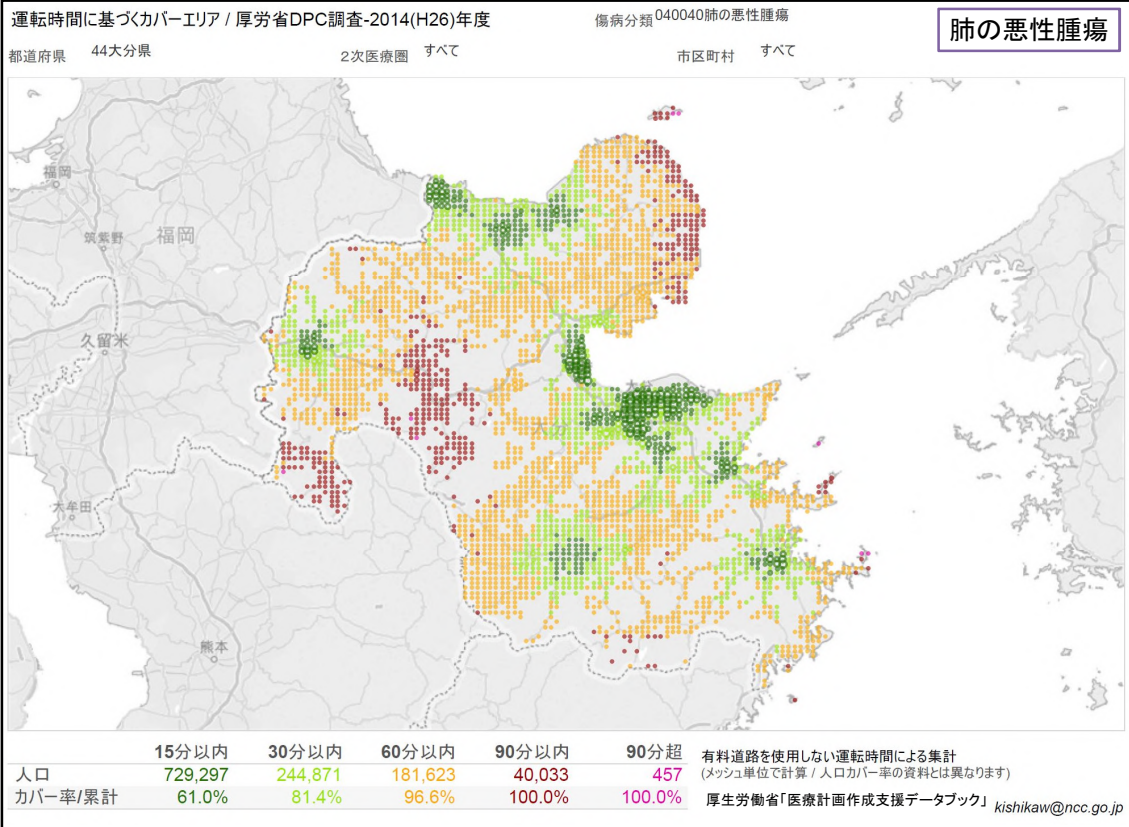 運転時間に基づくカバーエリア / 厚労省DPC調査-2014(H26)年度
傷病分類 040040肺の悪性腫瘍
肺の悪性腫瘍
都道府県 44大分県
2次医療圏 すべて
市区町村 すべて
福岡
筑紫野
福岡
久留米
大牟田
熊本
15分以内 30分以内 60分以内 90分以内 90分超
人口 729,297 244,871 181,623 40,033 457
カバー率/累計 61.0% 81.4% 96.6% 100.0% 100.0%
有料道路を使用しない運転時間による集計
(メッシュ単位で計算 / 人口カバー率の資料とは異なります)
厚生労働省「医療計画作成支援データブック」
kishikaw@ncc.go.jp